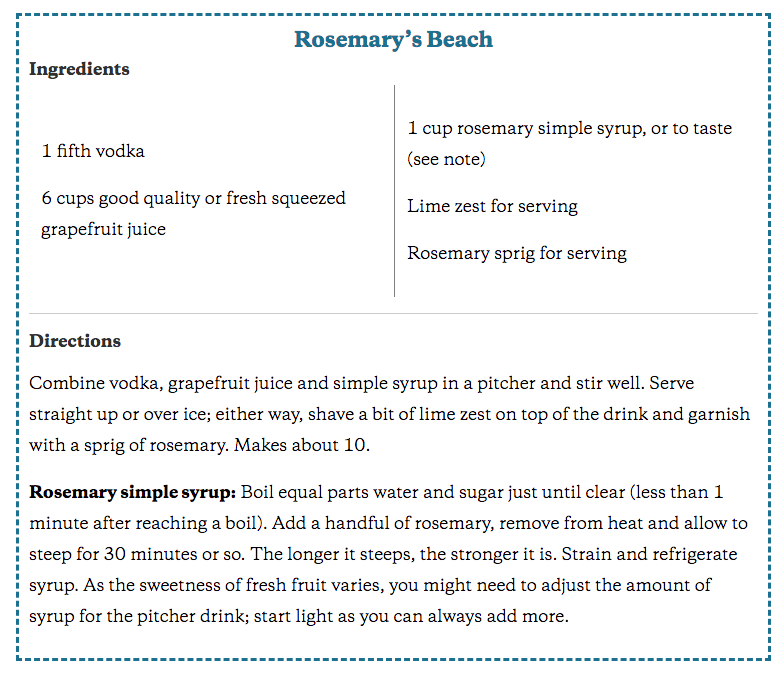 Rosemary’s Beach
Ingredients
1 fifth vodka
6 cups good quality or fresh squeezed
grapefruit juice
1 cup rosemary simple syrup, or to taste
(see note)
Lime zest for serving
Rosemary sprig for serving
Directions
Combine vodka, grapefruit juice and simple syrup in a pitcher and stir well. Serve
straight up or over ice; either way, shave a bit of lime zest on top of the drink and garnish
with a sprig of rosemary. Makes about 10.
Rosemary simple syrup: Boil equal parts water and sugar just until clear (less than 1
minute after reaching a boil). Add a handful of rosemary, remove from heat and allow to
steep for 30 minutes or so. The longer it steeps, the stronger it is. Strain and refrigerate
syrup. As the sweetness of fresh fruit varies, you might need to adjust the amount of
syrup for the pitcher drink; start light as you can always add more.